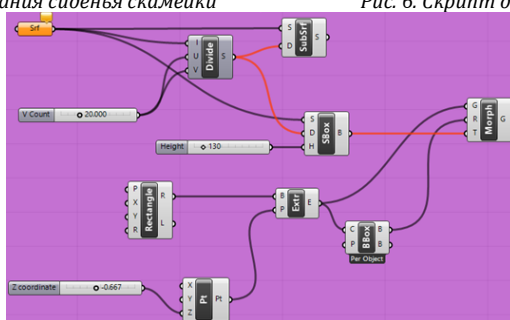 ания сиденья скамейки Рис. 6. Скрипт о
Srf
I
U
V
Divide
S
S
D
SubSrf
S
V Count 20.000
Height 130
S
D
H
SBox
B
G
R
T
Morph
G
P
X
Y
R
Rectangle
R
L
B
P
Extr
E
C
P
BBox
B
B
Per Object
Z coordinate -0.667
X
Y
Z
Pt
Pt